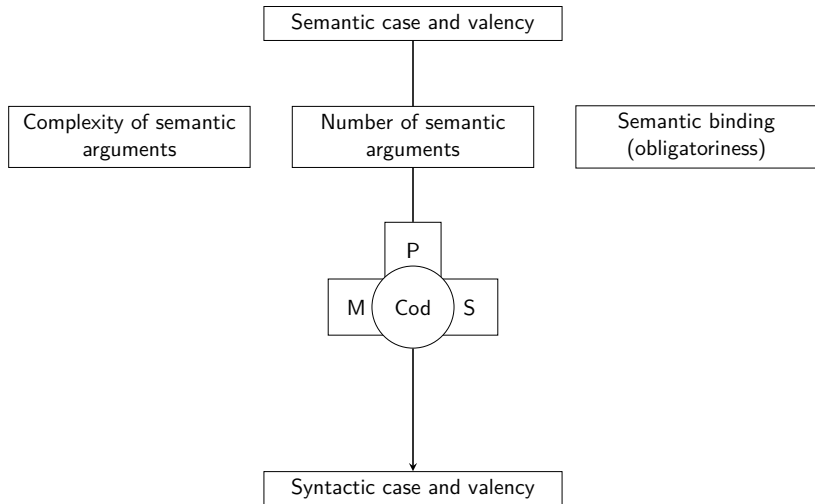 Semantic case and valency
Complexity of semantic
arguments
Number of semantic
arguments
Semantic binding
(obligatoriness)
P
M
Cod
S
Syntactic case and valency